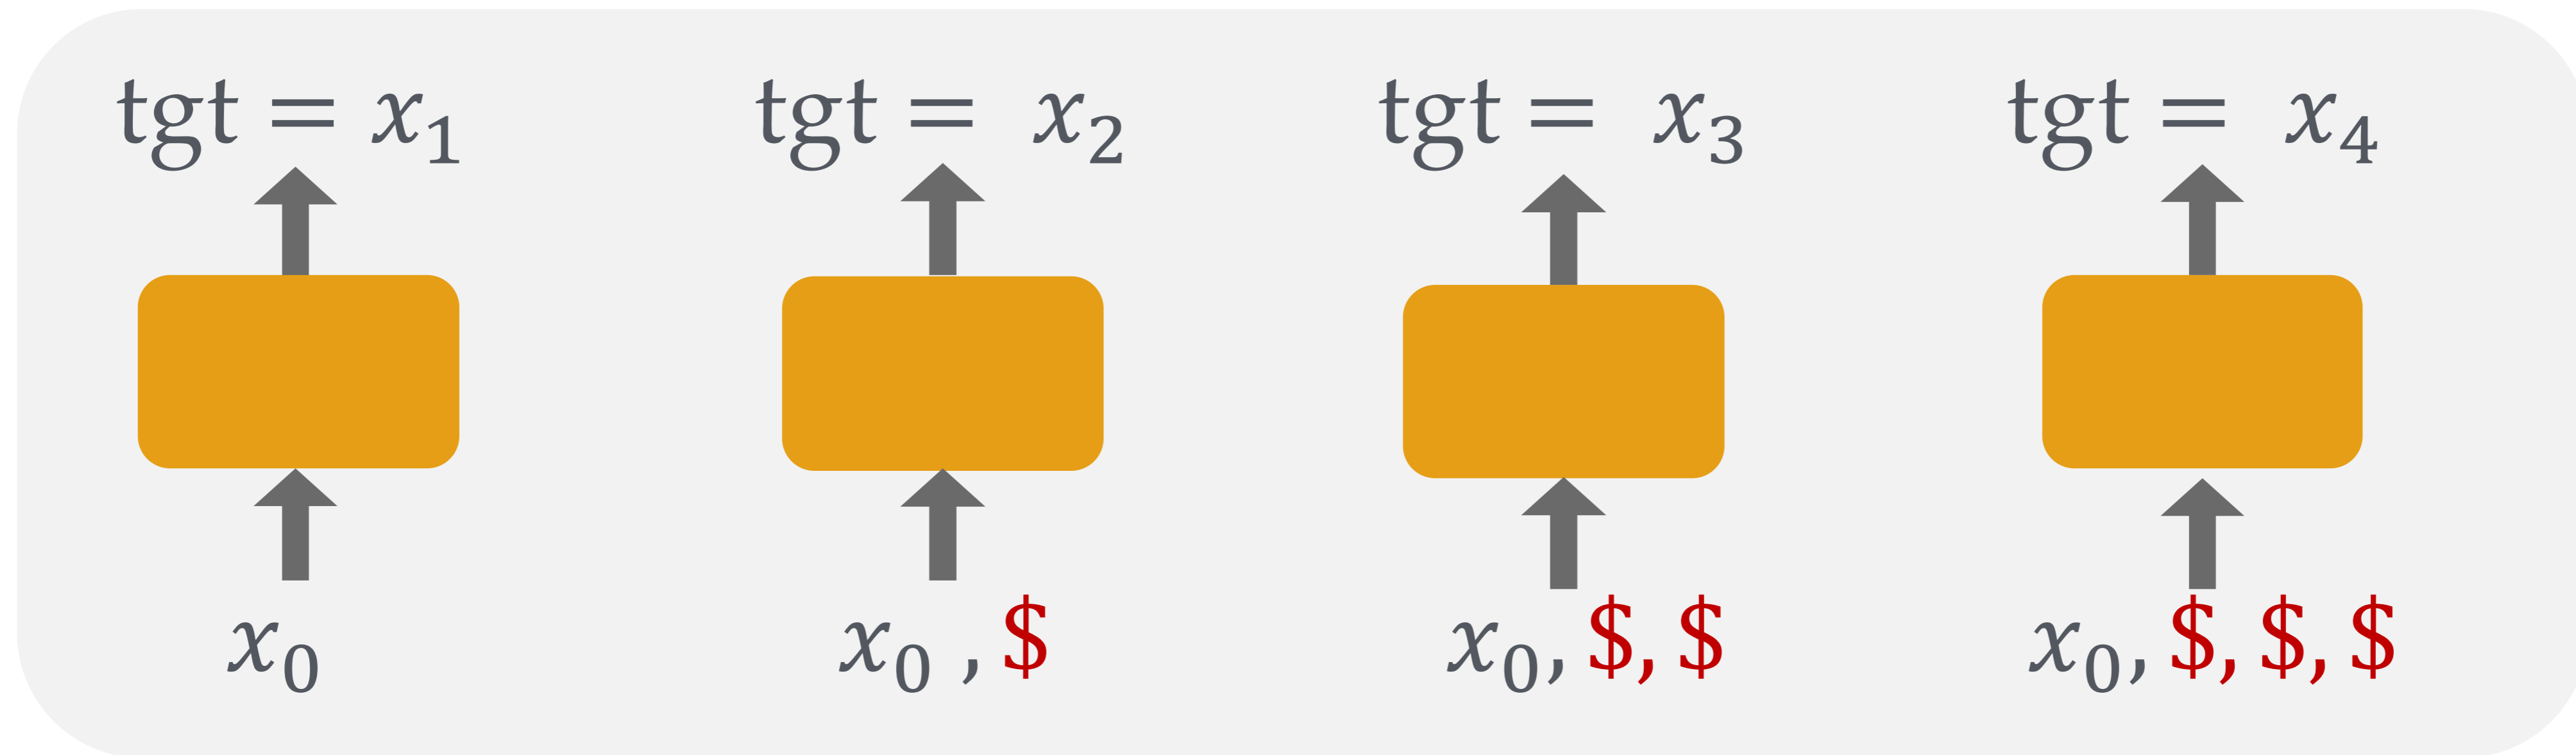 tgt = x₁ tgt = x₂ tgt = x₃ tgt = x₄
x₀ x₀ , $ x₀, $, $ x₀, $, $, $